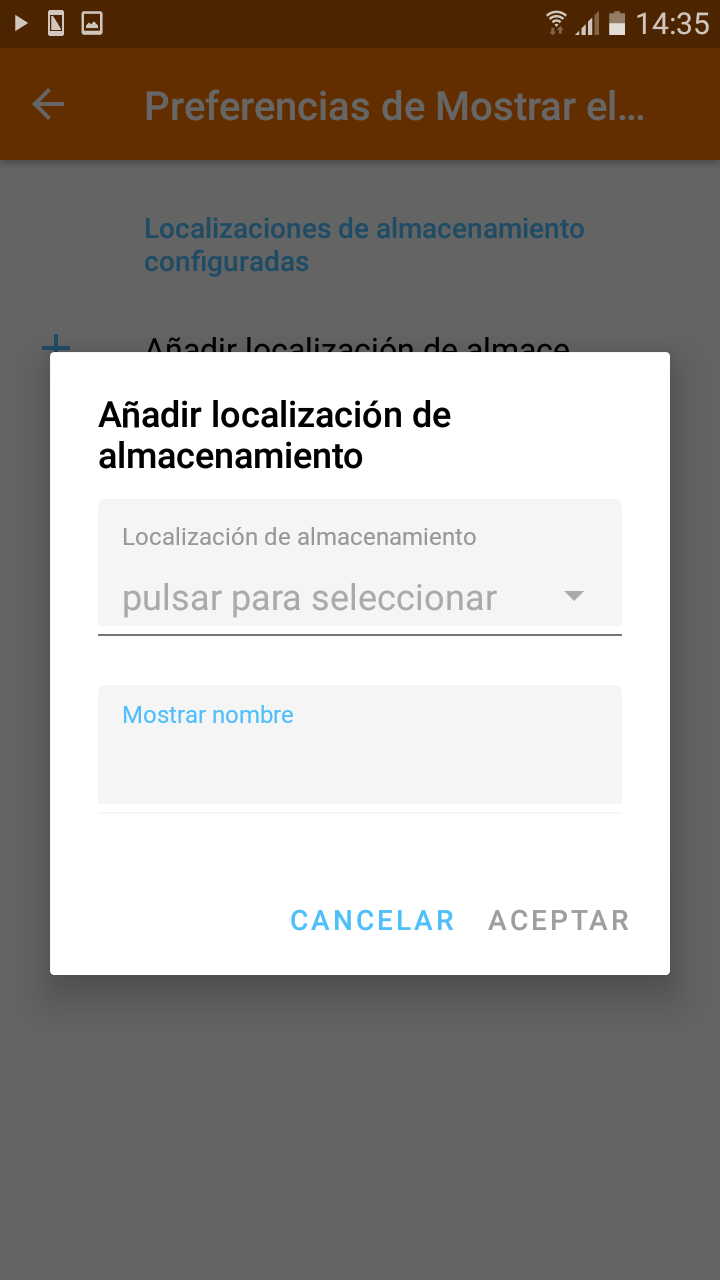 14:35
Preferencias de Mostrar el...
Localizaciones de almacenamiento
configuradas
Añadir localización de almace...
Añadir localización de
almacenamiento
Localización de almacenamiento
pulsar para seleccionar
Mostrar nombre
CANCELAR ACEPTAR